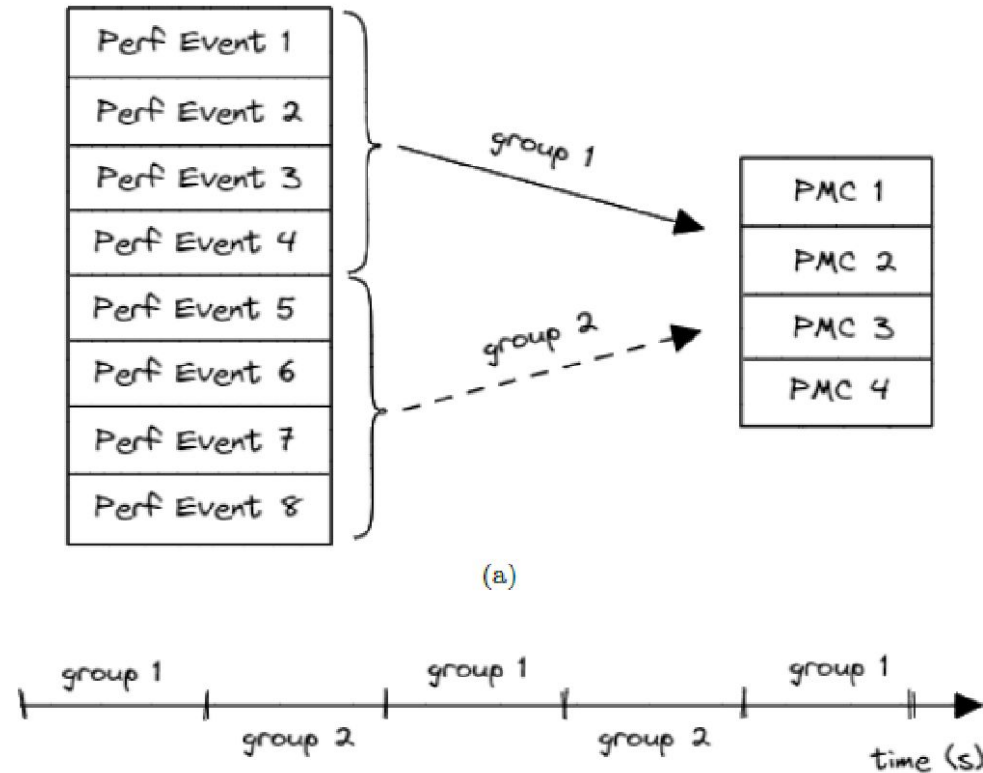 Perf Event 1
Perf Event 2
Perf Event 3
Perf Event 4
Perf Event 5
Perf Event 6
Perf Event 7
Perf Event 8
group 1
group 2
PMC 1
PMC 2
PMC 3
PMC 4
(a)
group 1
group 2
group 1
group 2
group 1
time (s)